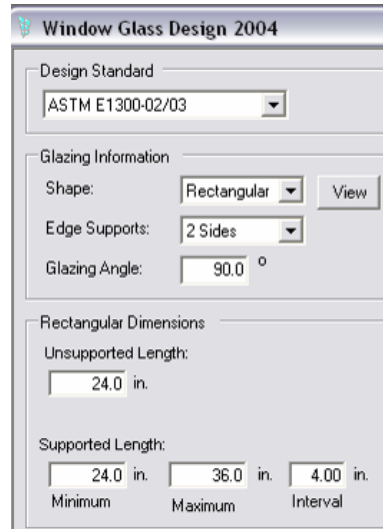 Window Glass Design 2004
Design Standard
ASTM E1300-02/03
Glazing Information
Shape: Rectangular View
Edge Supports: 2 Sides
Glazing Angle: 90.0 °
Rectangular Dimensions
Unsupported Length:
24.0 in.
Supported Length:
24.0 in. 36.0 in. 4.00 in.
Minimum Maximum Interval